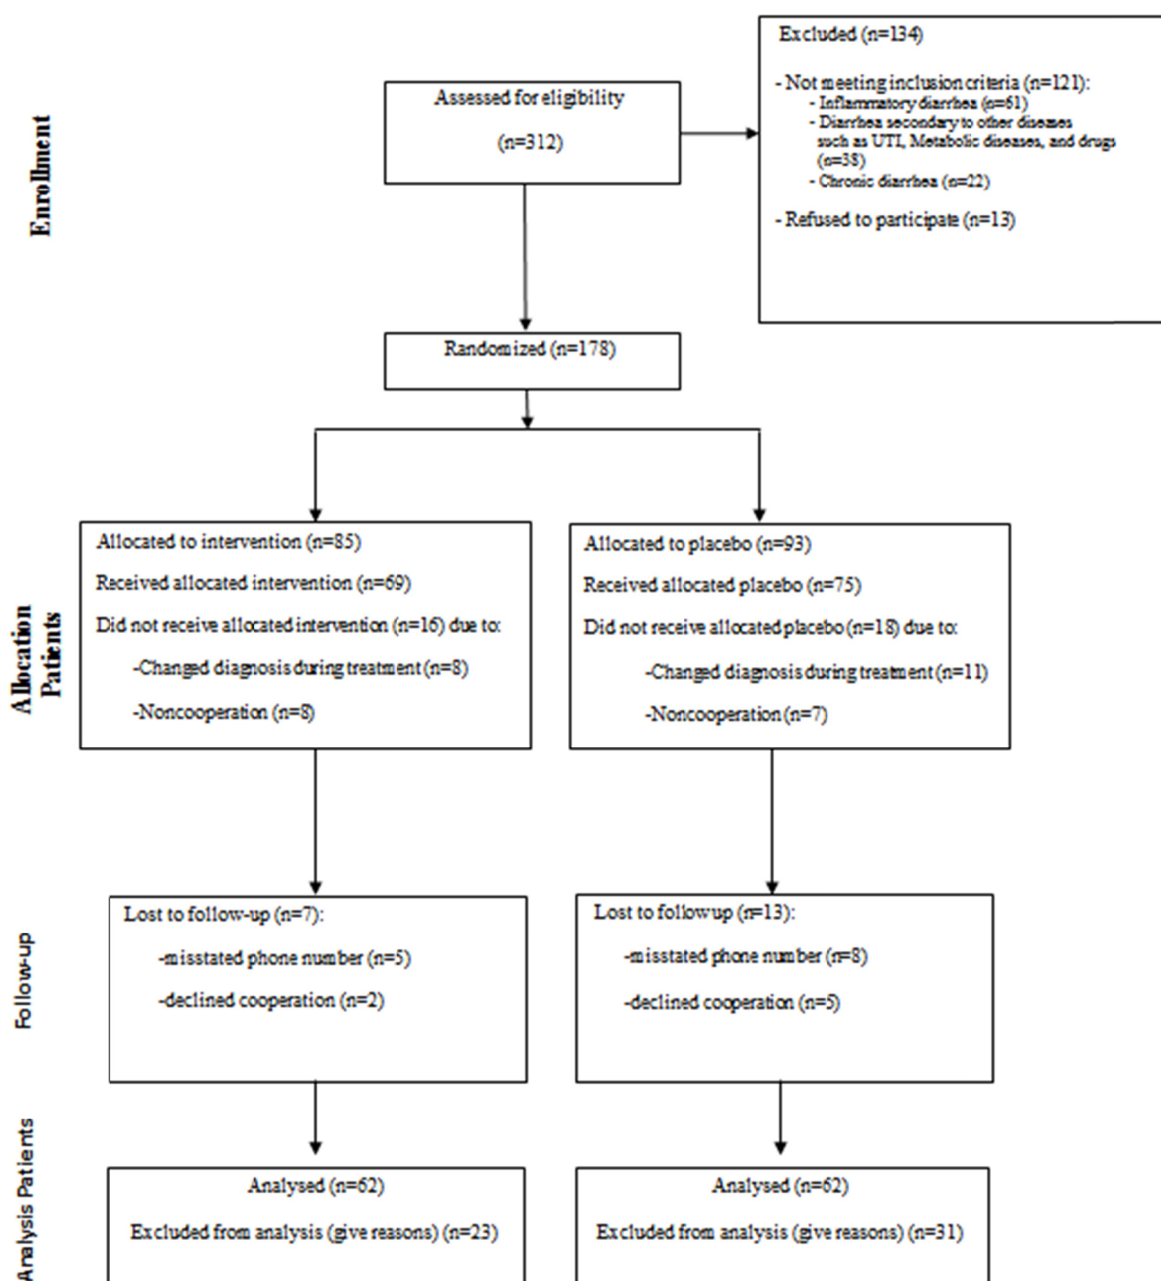 Enrollment
Assessed for eligibility
(n=312)
Excluded (n=134)
- Not meeting inclusion criteria (n=121):
- Inflammatory diarrhea (n=61)
- Diarrhea secondary to other diseases
such as UTI, Metabolic diseases, and drugs
(n=38)
- Chronic diarrhea (n=22)
- Refused to participate (n=13)
Randomized (n=178)
Allocation
Patients
Allocated to intervention (n=85)
Received allocated intervention (n=69)
Did not receive allocated intervention (n=16) due to:
-Changed diagnosis during treatment (n=8)
-Noncooperation (n=8)
Allocated to placebo (n=93)
Received allocated placebo (n=75)
Did not receive allocated placebo (n=18) due to:
-Changed diagnosis during treatment (n=11)
-Noncooperation (n=7)
Follow-up
Lost to follow-up (n=7):
-misstated phone number (n=5)
-declined cooperation (n=2)
Lost to followup (n=13):
-misstated phone number (n=8)
-declined cooperation (n=5)
Analysis Patients
Analysed (n=62)
Excluded from analysis (give reasons) (n=23)
Analysed (n=62)
Excluded from analysis (give reasons) (n=31)